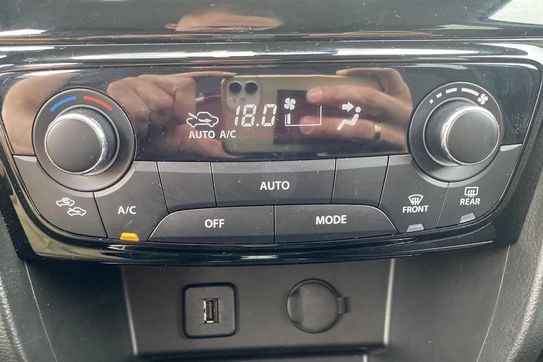 18.0
AUTO A/C
AUTO
A/C
OFF
MODE
FRONT
REAR